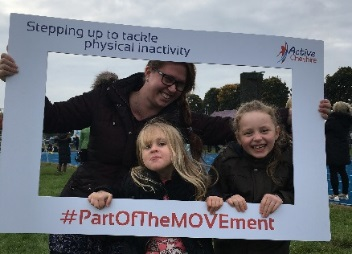 Stepping up to tackle
physical inactivity
Active
Cheshire
#PartOfTheMOVEment